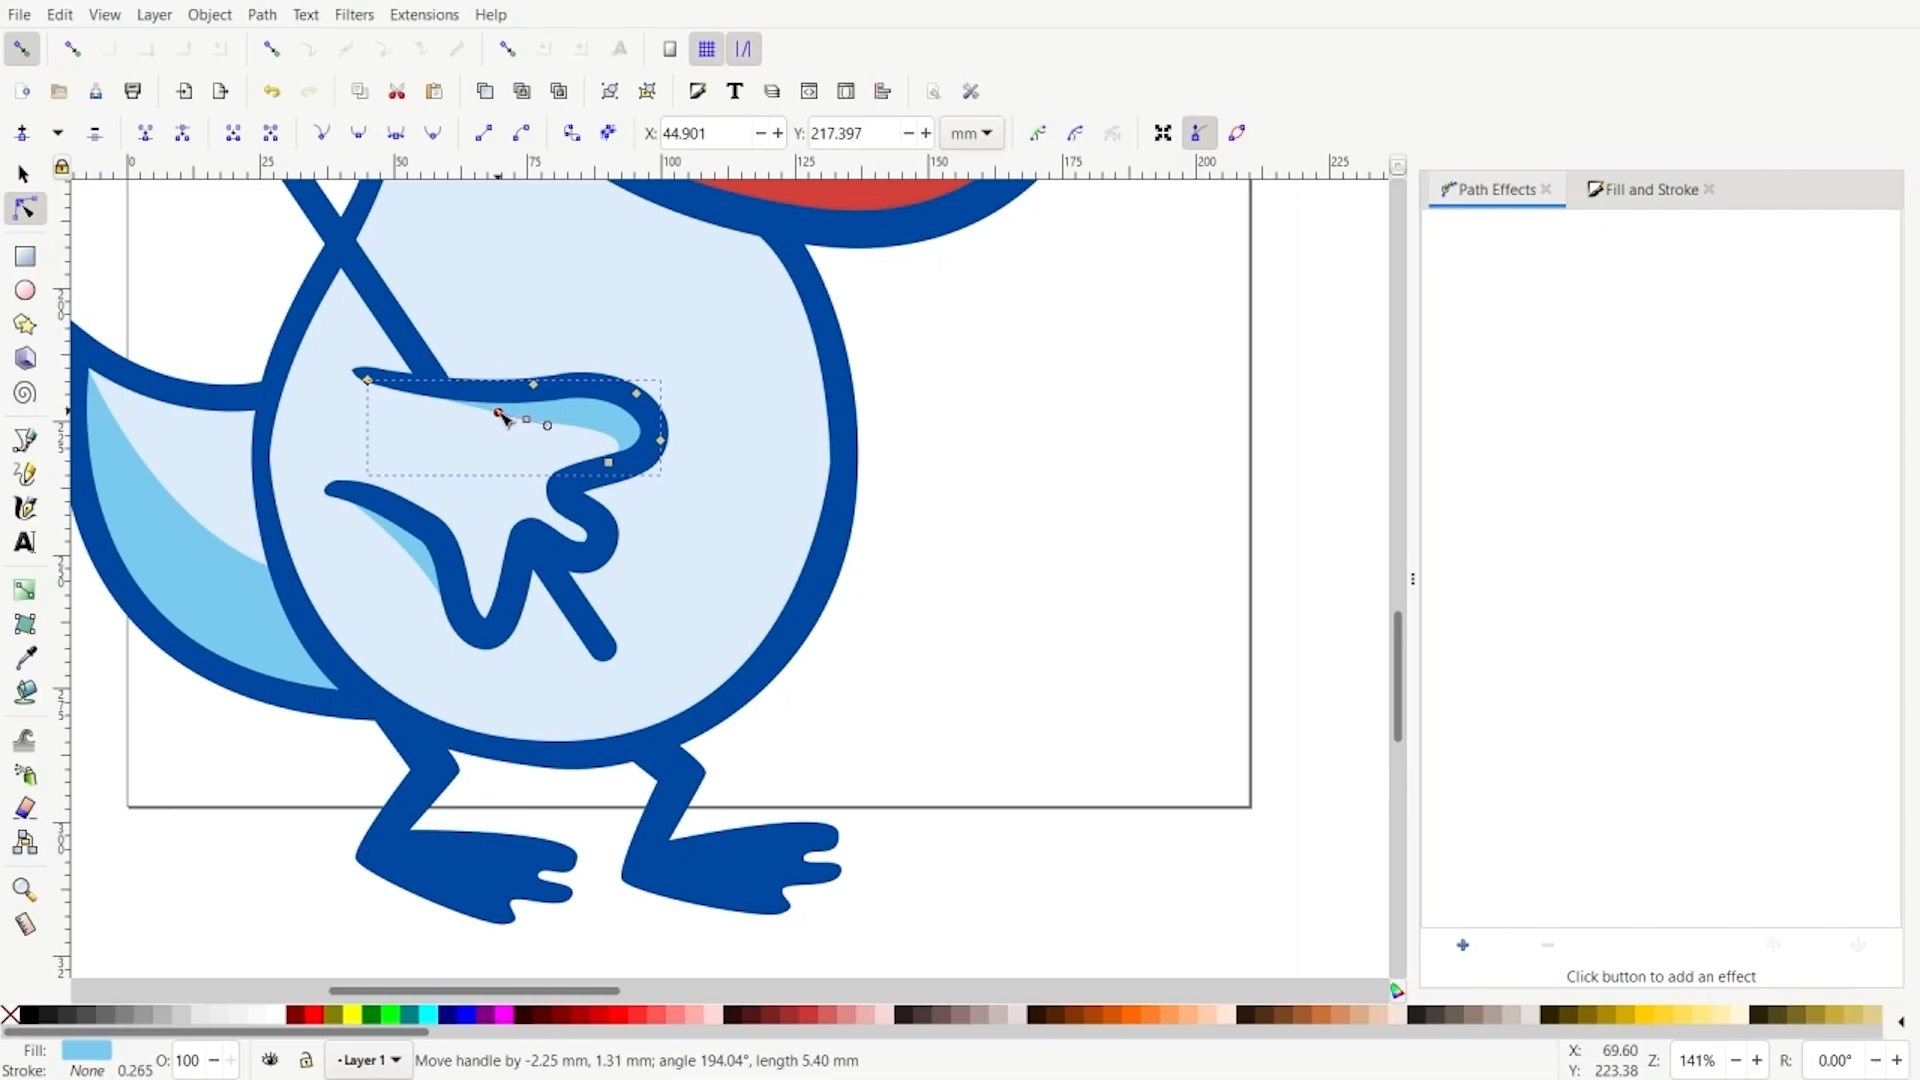 File Edit View Layer Object Path Text Filters Extensions Help
X: 44.901 Y: 217.397 mm
0 25 50 75 100 125 150 175 200 225
Path Effects Fill and Stroke
Click button to add an effect
Fill: O: 100 Layer 1 Move handle by -2.25 mm, 1.31 mm; angle 194.04°, length 5.40 mm X: 69.60 Z: 141% R: 0.00°
Stroke: None 0.265 Y: 223.38